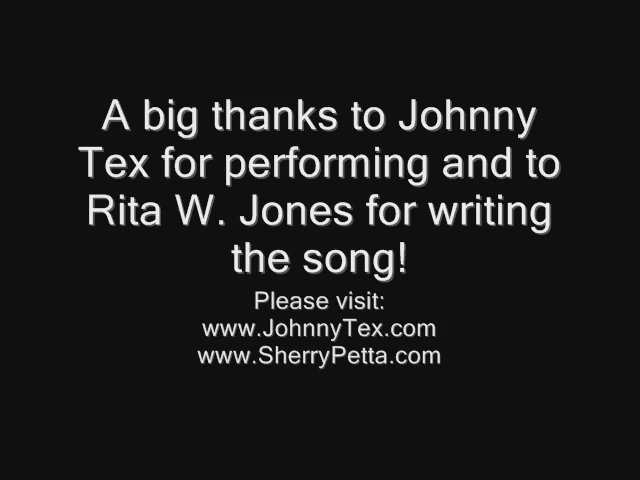 A big thanks to Johnny
Tex for performing and to
Rita W. Jones for writing
the song!
Please visit:
www.JohnnyTex.com
www.SherryPetta.com